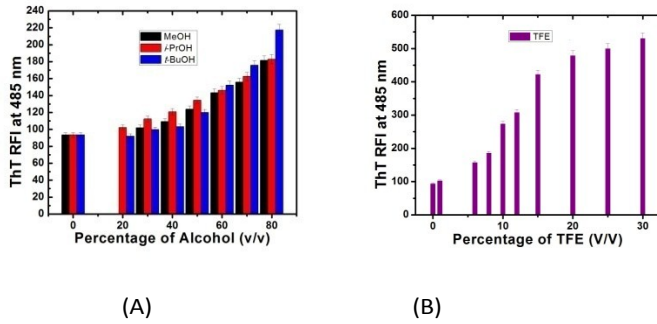 240
220
200
180
160
140
120
100
80
60
40
20
0
ThT RFI at 485 nm
MeOH
i-PrOH
t-BuOH
0 20 40 60 80
Percentage of Alcohol (v/v)
(A)
600
500
400
300
200
100
0
ThT RFI at 485 nm
TFE
0 10 20 30
Percentage of TFE (V/V)
(B)